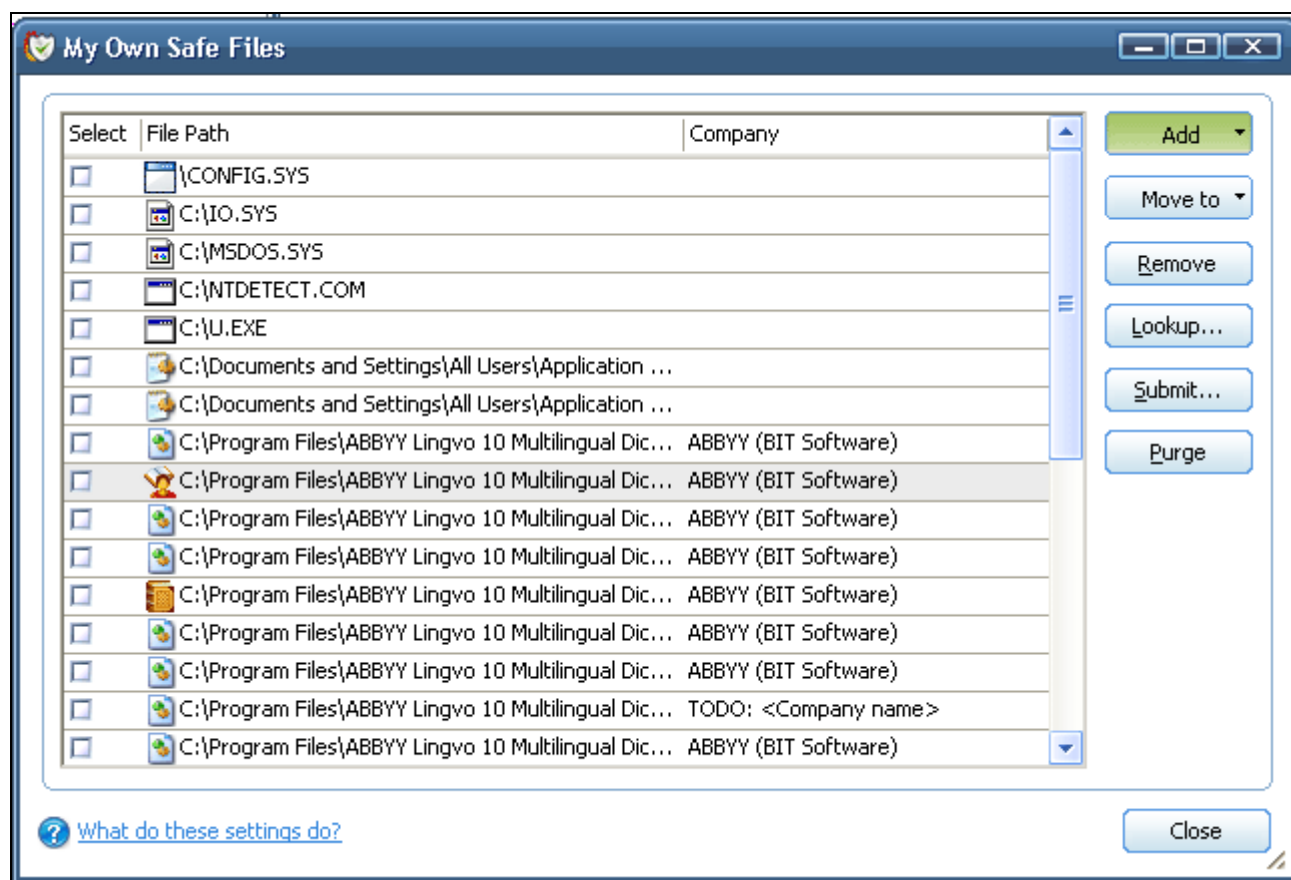 My Own Safe Files
Select File Path Company
\CONFIG.SYS
C:\IO.SYS
C:\MSDOS.SYS
C:\NTDETECT.COM
C:\U.EXE
C:\Documents and Settings\All Users\Application ...
C:\Documents and Settings\All Users\Application ...
C:\Program Files\ABBYY Lingvo 10 Multilingual Dic... ABBYY (BIT Software)
C:\Program Files\ABBYY Lingvo 10 Multilingual Dic... ABBYY (BIT Software)
C:\Program Files\ABBYY Lingvo 10 Multilingual Dic... ABBYY (BIT Software)
C:\Program Files\ABBYY Lingvo 10 Multilingual Dic... ABBYY (BIT Software)
C:\Program Files\ABBYY Lingvo 10 Multilingual Dic... ABBYY (BIT Software)
C:\Program Files\ABBYY Lingvo 10 Multilingual Dic... ABBYY (BIT Software)
C:\Program Files\ABBYY Lingvo 10 Multilingual Dic... ABBYY (BIT Software)
C:\Program Files\ABBYY Lingvo 10 Multilingual Dic... TODO: <Company name>
C:\Program Files\ABBYY Lingvo 10 Multilingual Dic... ABBYY (BIT Software)
Add
Move to
Remove
Lookup...
Submit...
Purge
What do these settings do?
Close